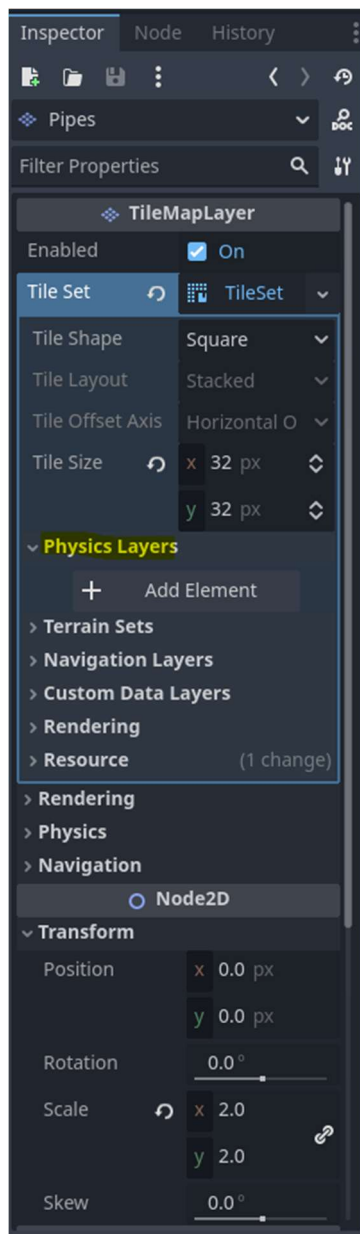 Inspector Node History
Pipes
DOC
Filter Properties
TileMapLayer
Enabled On
Tile Set TileSet
Tile Shape Square
Tile Layout Stacked
Tile Offset Axis Horizontal O
Tile Size x 32 px
y 32 px
Physics Layers
+ Add Element
Terrain Sets
Navigation Layers
Custom Data Layers
Rendering
Resource (1 change)
Rendering
Physics
Navigation
Node2D
Transform
Position x 0.0 px
y 0.0 px
Rotation 0.0°
Scale x 2.0
y 2.0
Skew 0.0°